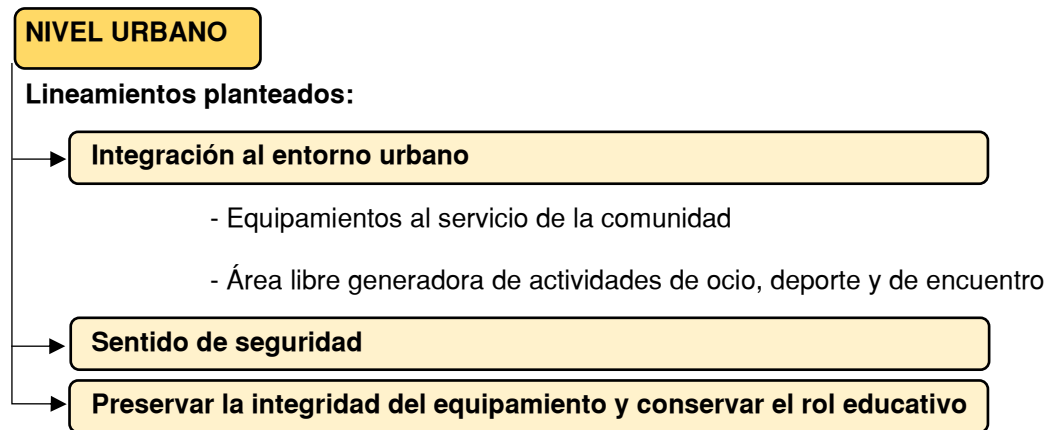 NIVEL URBANO
Lineamientos planteados:
Integración al entorno urbano
- Equipamientos al servicio de la comunidad
- Área libre generadora de actividades de ocio, deporte y de encuentro
Sentido de seguridad
Preservar la integridad del equipamiento y conservar el rol educativo